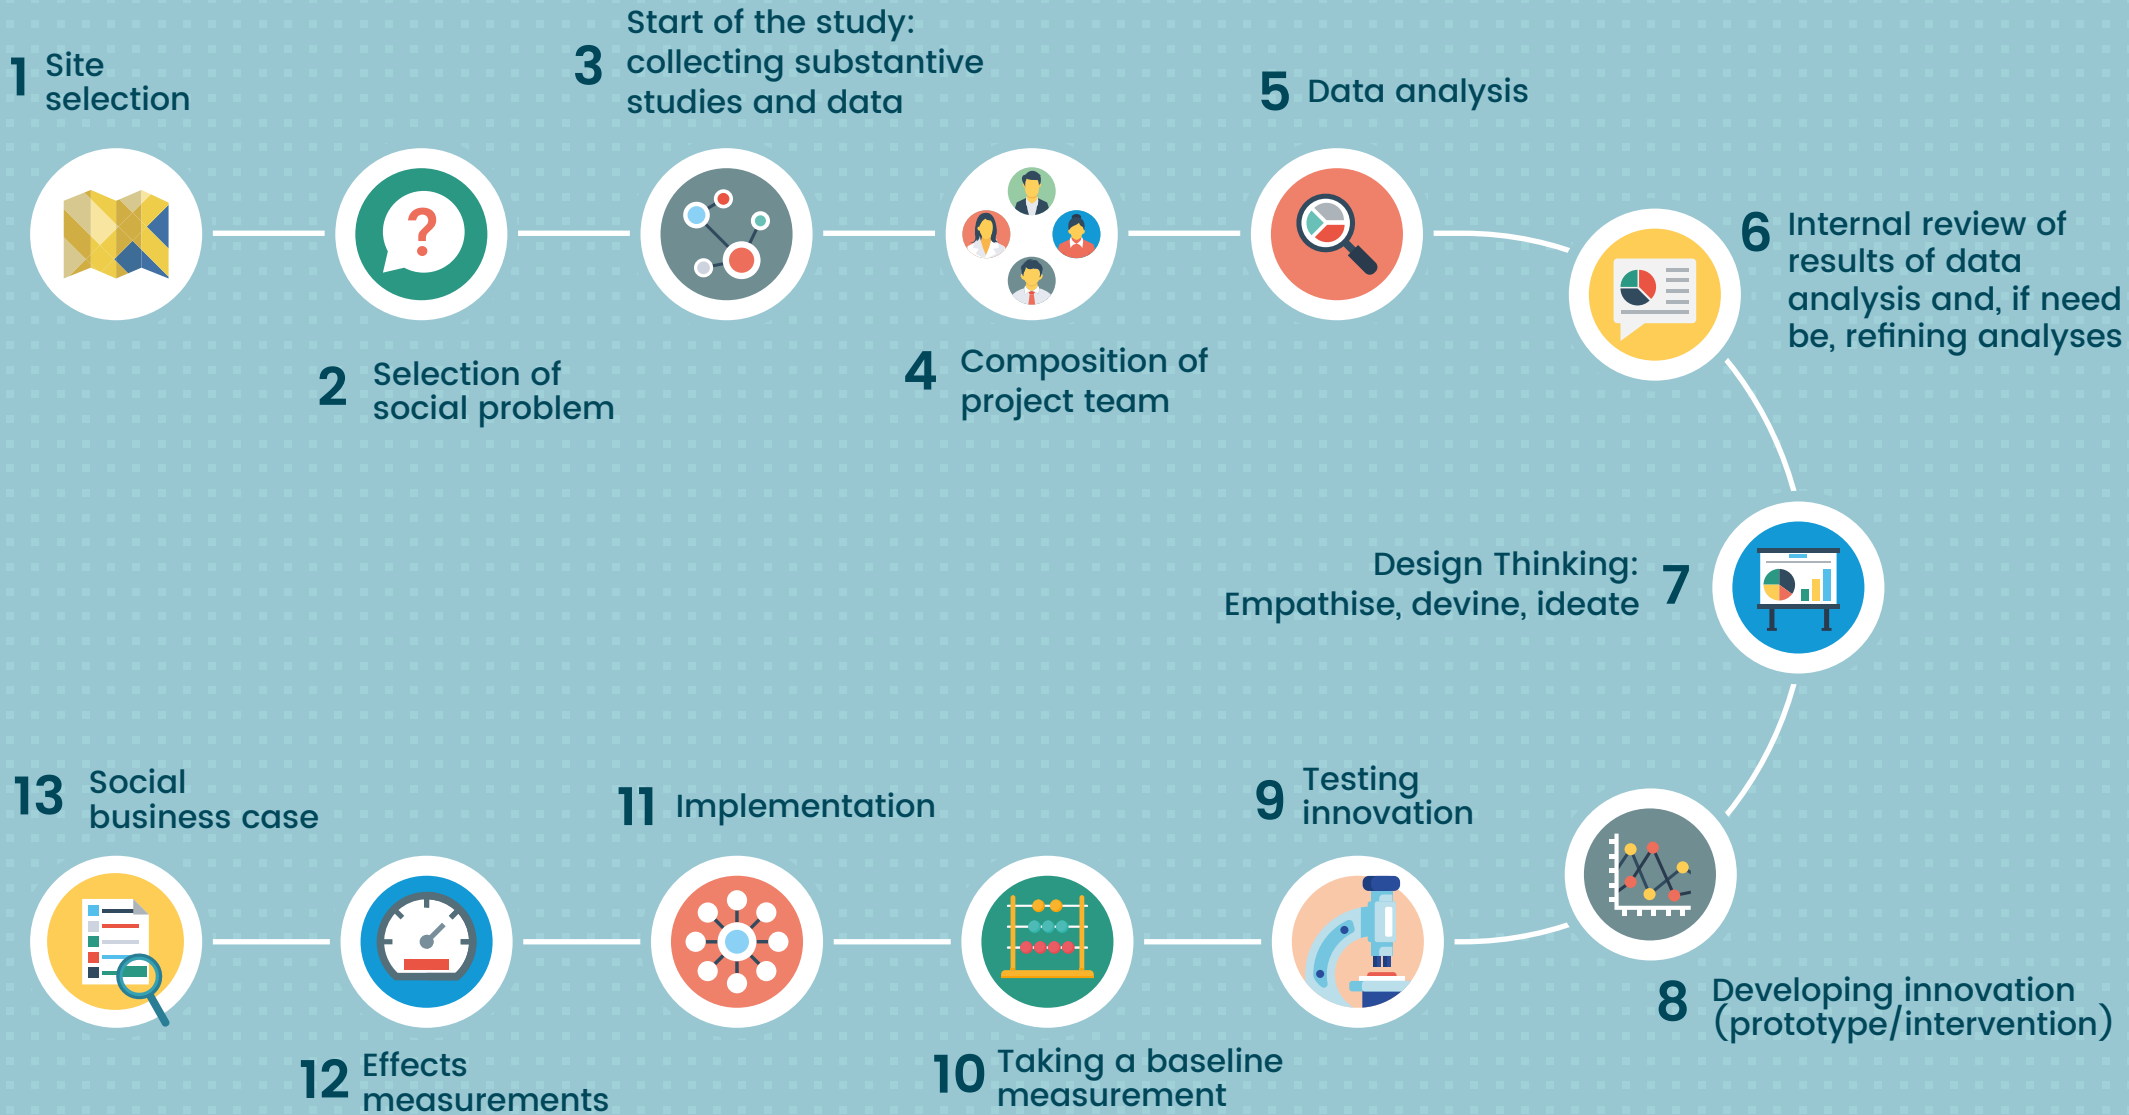 1 Site
selection
2 Selection of
social problem
3 Start of the study:
collecting substantive
studies and data
4 Composition of
project team
5 Data analysis
6 Internal review of
results of data
analysis and, if need
be, refining analyses
Design Thinking: 7
Empathise, devine, ideate
8 Developing innovation
(prototype/intervention)
9 Testing
innovation
10 Taking a baseline
measurement
11 Implementation
12 Effects
measurements
13 Social
business case
?